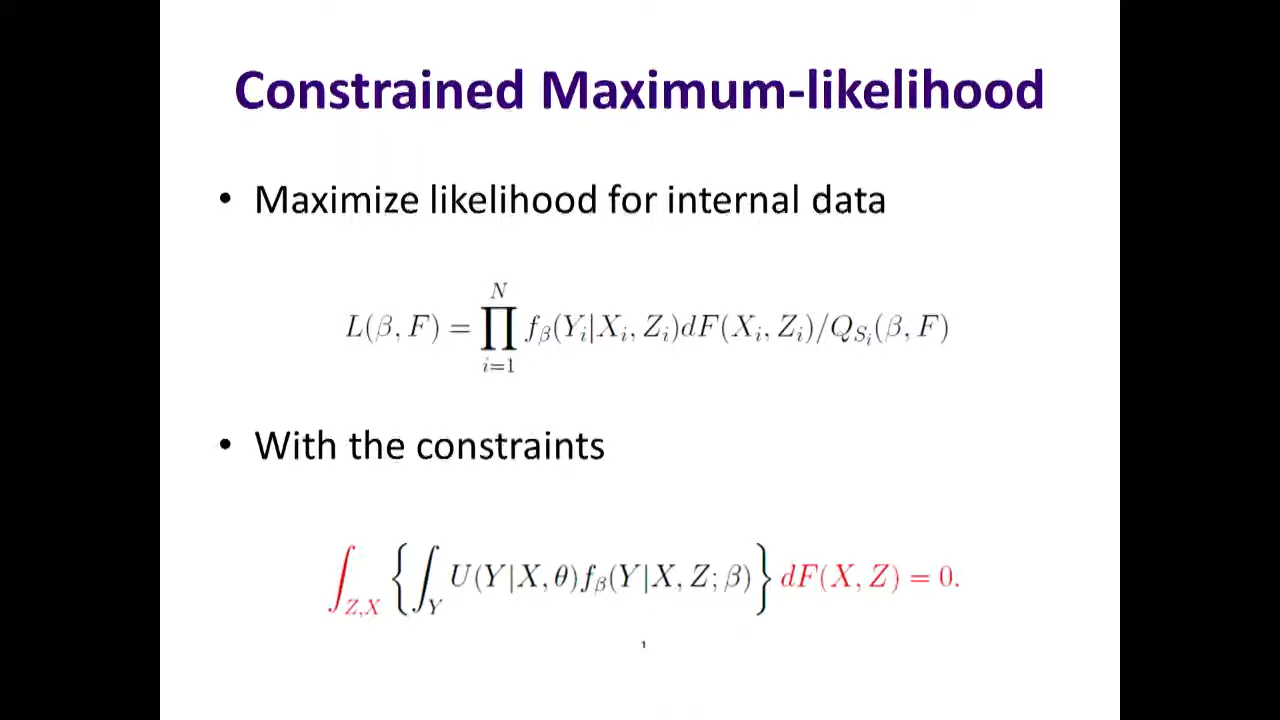 Constrained Maximum-likelihood
• Maximize likelihood for internal data
L(β, F) = ∏_{i=1}^{N} f_β(Y_i|X_i, Z_i)dF(X_i, Z_i)/Q_{S_i}(β, F)
• With the constraints
∫_{Z,X} { ∫_Y U(Y|X, θ)f_β(Y|X, Z; β) } dF(X, Z) = 0.
1